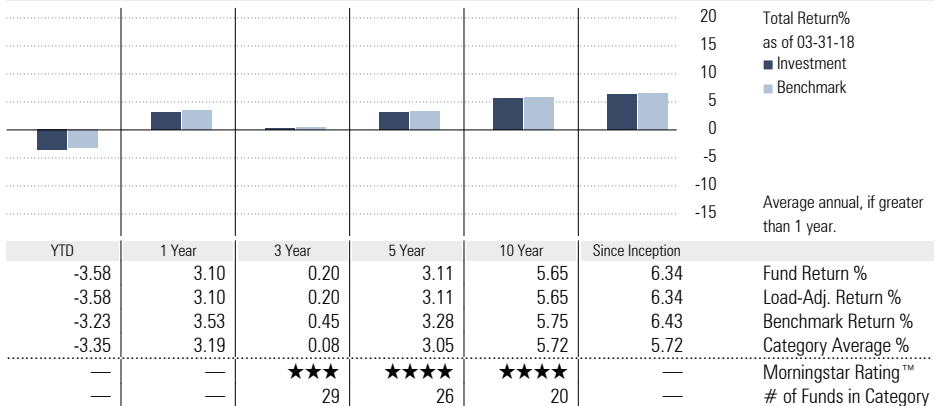 20
15
10
5
0
-5
-10
-15
Total Return%
as of 03-31-18
Investment
Benchmark
Average annual, if greater
than 1 year.
YTD 1 Year 3 Year 5 Year 10 Year Since Inception
-3.58 3.10 0.20 3.11 5.65 6.34 Fund Return %
-3.58 3.10 0.20 3.11 5.65 6.34 Load-Adj. Return %
-3.23 3.53 0.45 3.28 5.75 6.43 Benchmark Return %
-3.35 3.19 0.08 3.05 5.72 5.72 Category Average %
— — ★★★ ★★★★ ★★★★ — Morningstar Rating™
— — 29 26 20 — # of Funds in Category